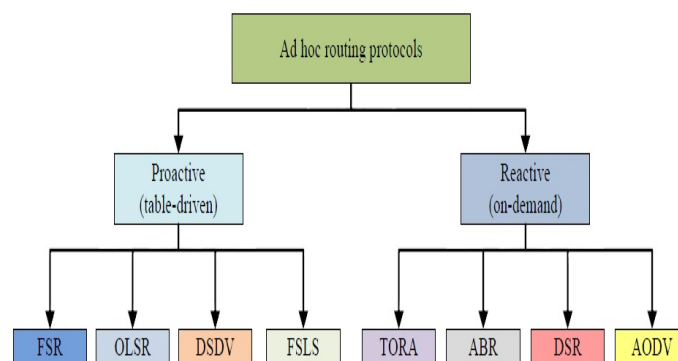 Ad hoc routing protocols
Proactive
(table-driven)
Reactive
(on-demand)
FSR
OLSR
DSDV
FSLS
TORA
ABR
DSR
AODV